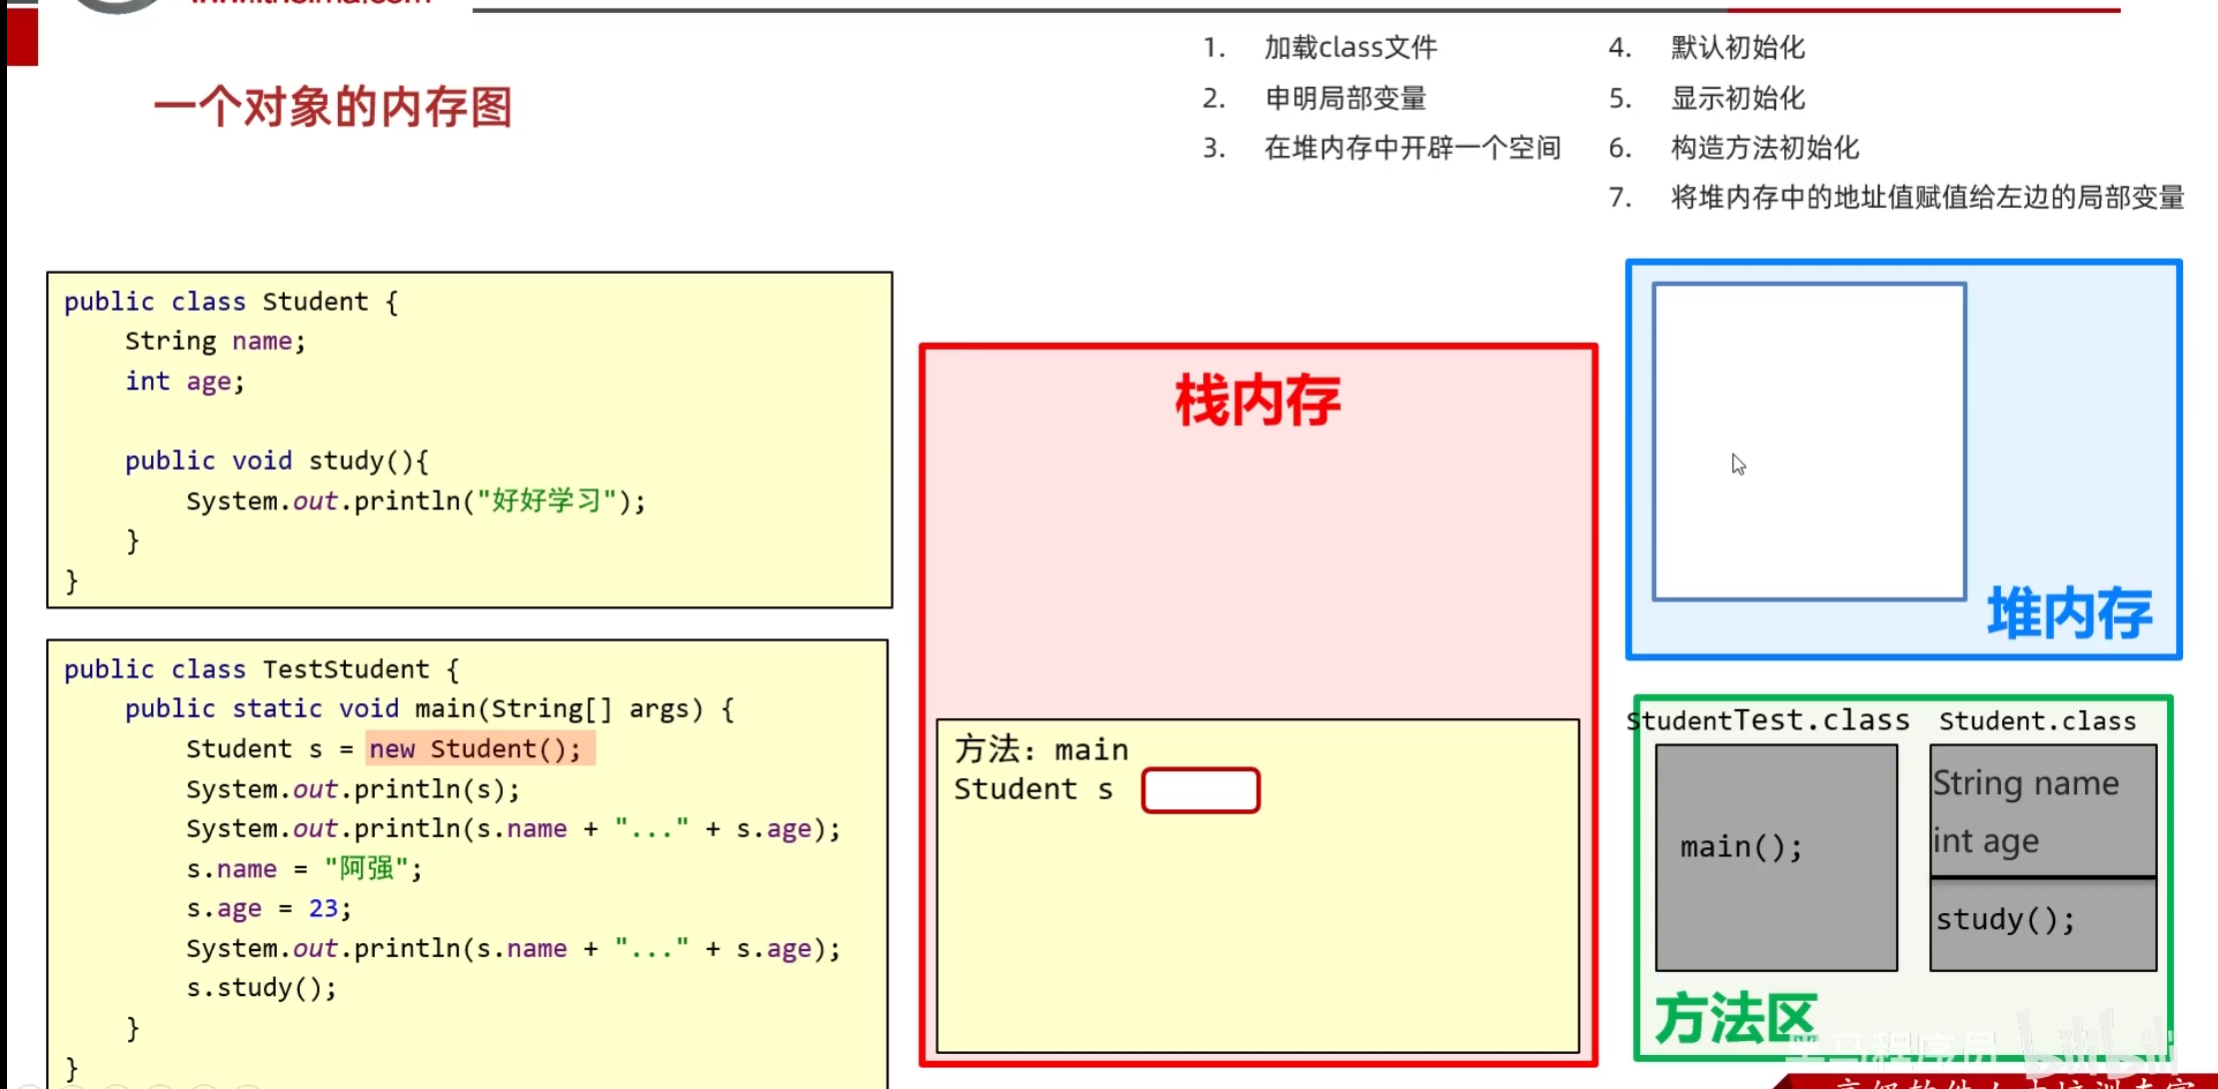 一个对象的内存图
1. 加载class文件
2. 申明局部变量
3. 在堆内存中开辟一个空间
4. 默认初始化
5. 显示初始化
6. 构造方法初始化
7. 将堆内存中的地址值赋值给左边的局部变量
public class Student {
String name;
int age;
public void study(){
System.out.println("好好学习");
}
}
public class TestStudent {
public static void main(String[] args) {
Student s = new Student();
System.out.println(s);
System.out.println(s.name + "..." + s.age);
s.name = "阿强";
s.age = 23;
System.out.println(s.name + "..." + s.age);
s.study();
}
}
栈内存
方法：main
Student s
堆内存
StudentTest.class
main();
Student.class
String name
int age
study();
方法区
黑马程序员
bilibili